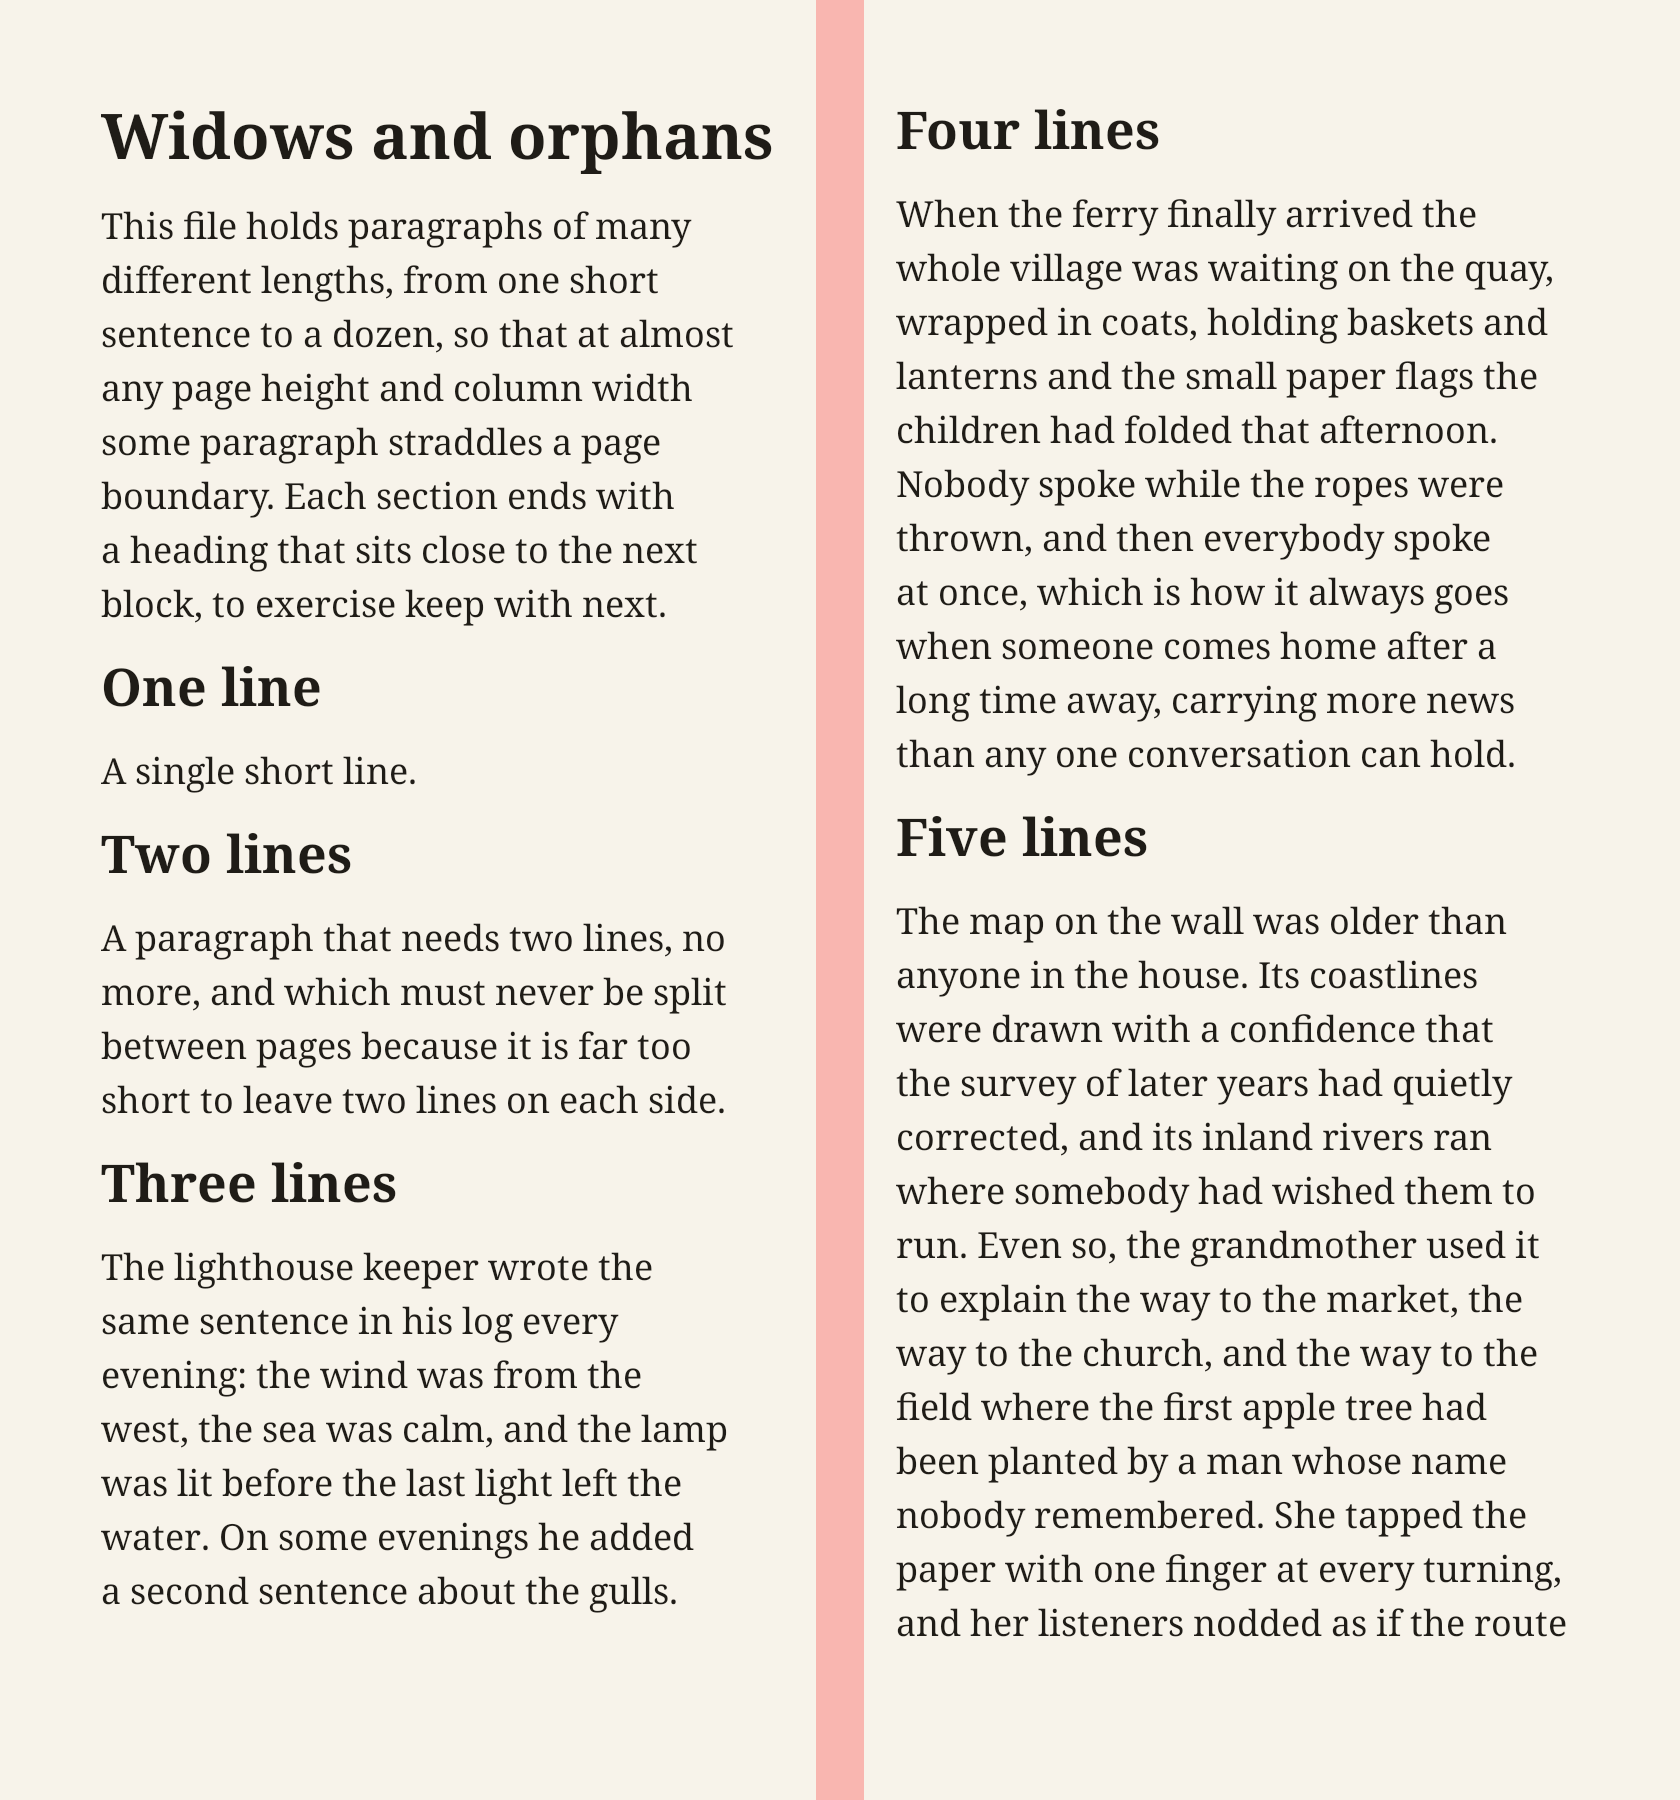 Widows and orphans
This file holds paragraphs of many
different lengths, from one short
sentence to a dozen, so that at almost
any page height and column width
some paragraph straddles a page
boundary. Each section ends with
a heading that sits close to the next
block, to exercise keep with next.
One line
A single short line.
Two lines
A paragraph that needs two lines, no
more, and which must never be split
between pages because it is far too
short to leave two lines on each side.
Three lines
The lighthouse keeper wrote the
same sentence in his log every
evening: the wind was from the
west, the sea was calm, and the lamp
was lit before the last light left the
water. On some evenings he added
a second sentence about the gulls.
Four lines
When the ferry finally arrived the
whole village was waiting on the quay,
wrapped in coats, holding baskets and
lanterns and the small paper flags the
children had folded that afternoon.
Nobody spoke while the ropes were
thrown, and then everybody spoke
at once, which is how it always goes
when someone comes home after a
long time away, carrying more news
than any one conversation can hold.
Five lines
The map on the wall was older than
anyone in the house. Its coastlines
were drawn with a confidence that
the survey of later years had quietly
corrected, and its inland rivers ran
where somebody had wished them to
run. Even so, the grandmother used it
to explain the way to the market, the
way to the church, and the way to the
field where the first apple tree had
been planted by a man whose name
nobody remembered. She tapped the
paper with one finger at every turning,
and her listeners nodded as if the route